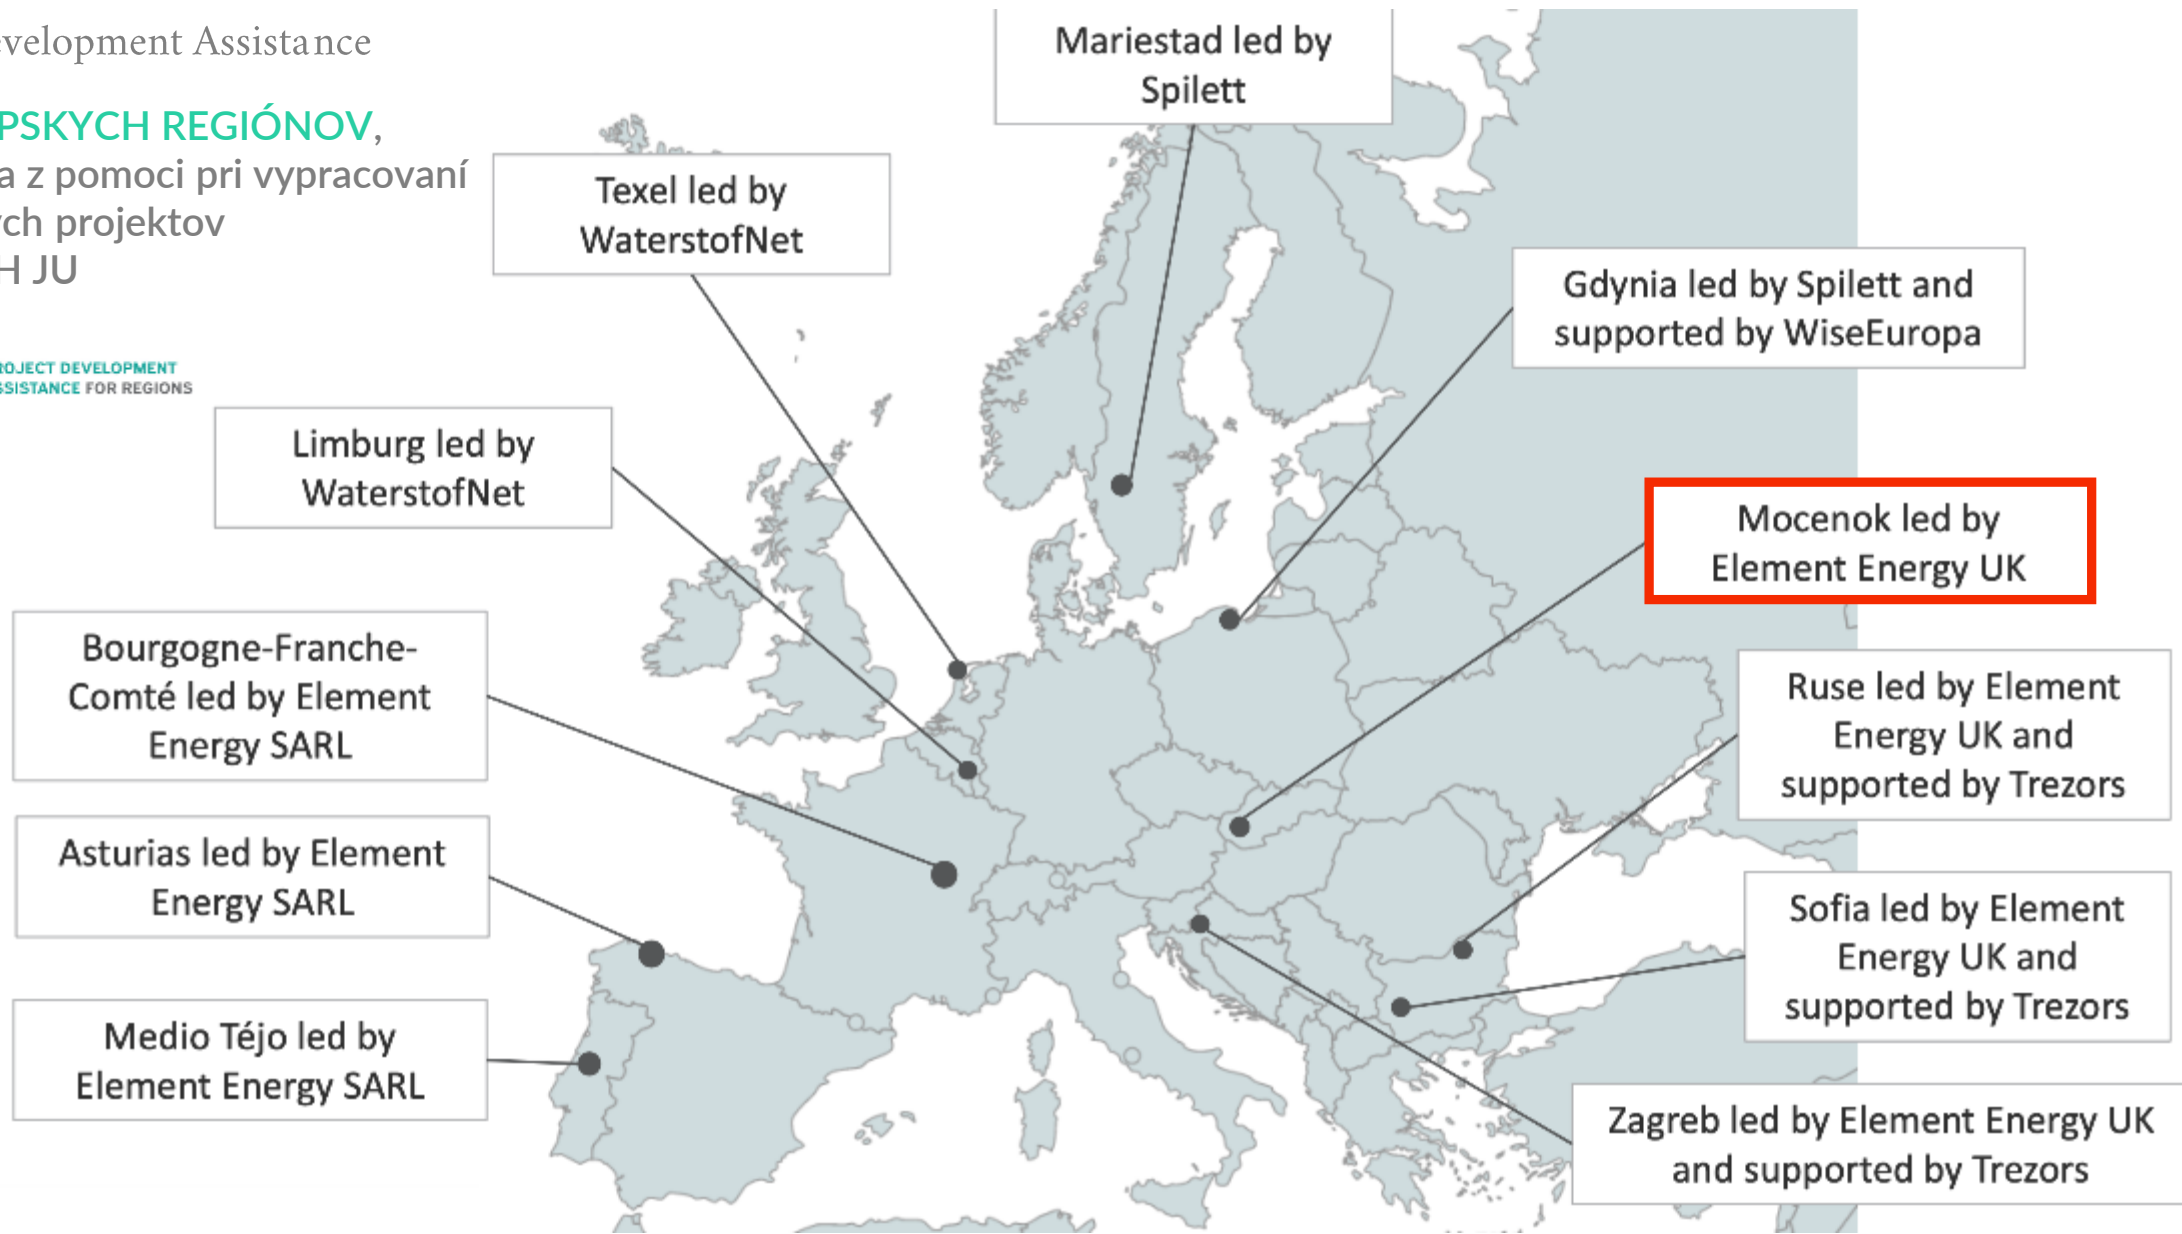 evelopment Assistance
PSKYCH REGIÓNOV,
a z pomoci pri vypracovaní
ých projektov
H JU
ROJECT DEVELOPMENT
SSISTANCE FOR REGIONS
Mariestad led by
Spilett
Texel led by
WaterstofNet
Gdynia led by Spilett and
supported by WiseEuropa
Limburg led by
WaterstofNet
Mocenok led by
Element Energy UK
Bourgogne-Franche-
Comté led by Element
Energy SARL
Ruse led by Element
Energy UK and
supported by Trezors
Asturias led by Element
Energy SARL
Sofia led by Element
Energy UK and
supported by Trezors
Medio Téjo led by
Element Energy SARL
Zagreb led by Element Energy UK
and supported by Trezors